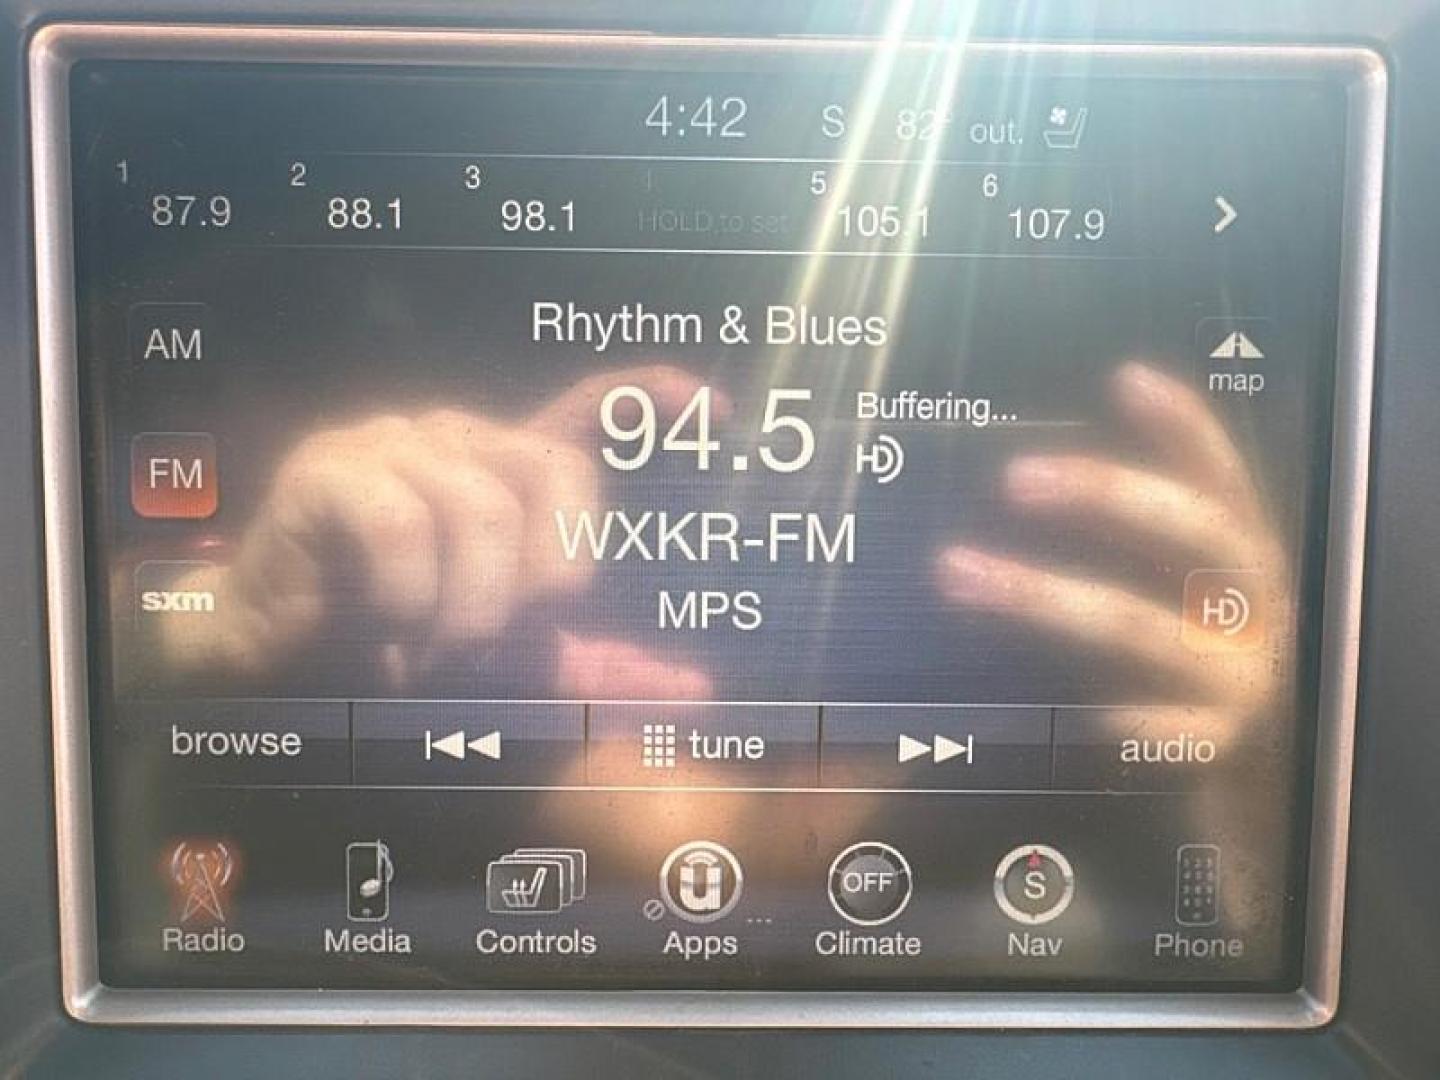 4:42 S 82° out.
1 2 3 5 6
87.9 88.1 98.1 HOLD to set 105.1 107.9
AM
Rhythm & Blues
map
94.5 Buffering...
FM
HD
WXKR-FM
sxm
MPS
HD
browse tune audio
OFF S
Radio Media Controls Apps ... Climate Nav Phone